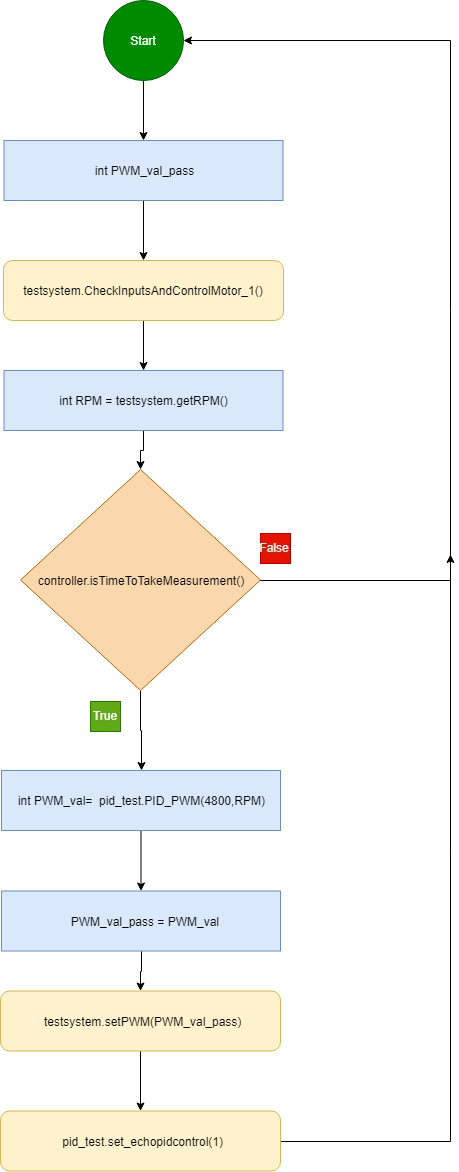 Start
int PWM_val_pass
testsystem.CheckInputsAndControlMotor_1()
int RPM = testsystem.getRPM()
controller.isTimeToTakeMeasurement()
False
True
int PWM_val=  pid_test.PID_PWM(4800,RPM)
PWM_val_pass = PWM_val
testsystem.setPWM(PWM_val_pass)
pid_test.set_echopidcontrol(1)